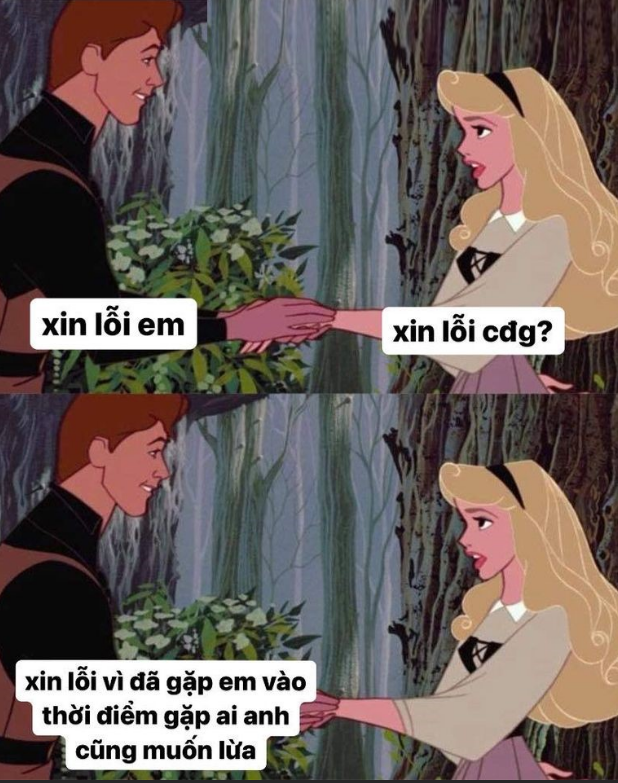 xin lỗi em
xin lỗi cđg?
xin lỗi vì đã gặp em vào
thời điểm gặp ai anh
cũng muốn lừa